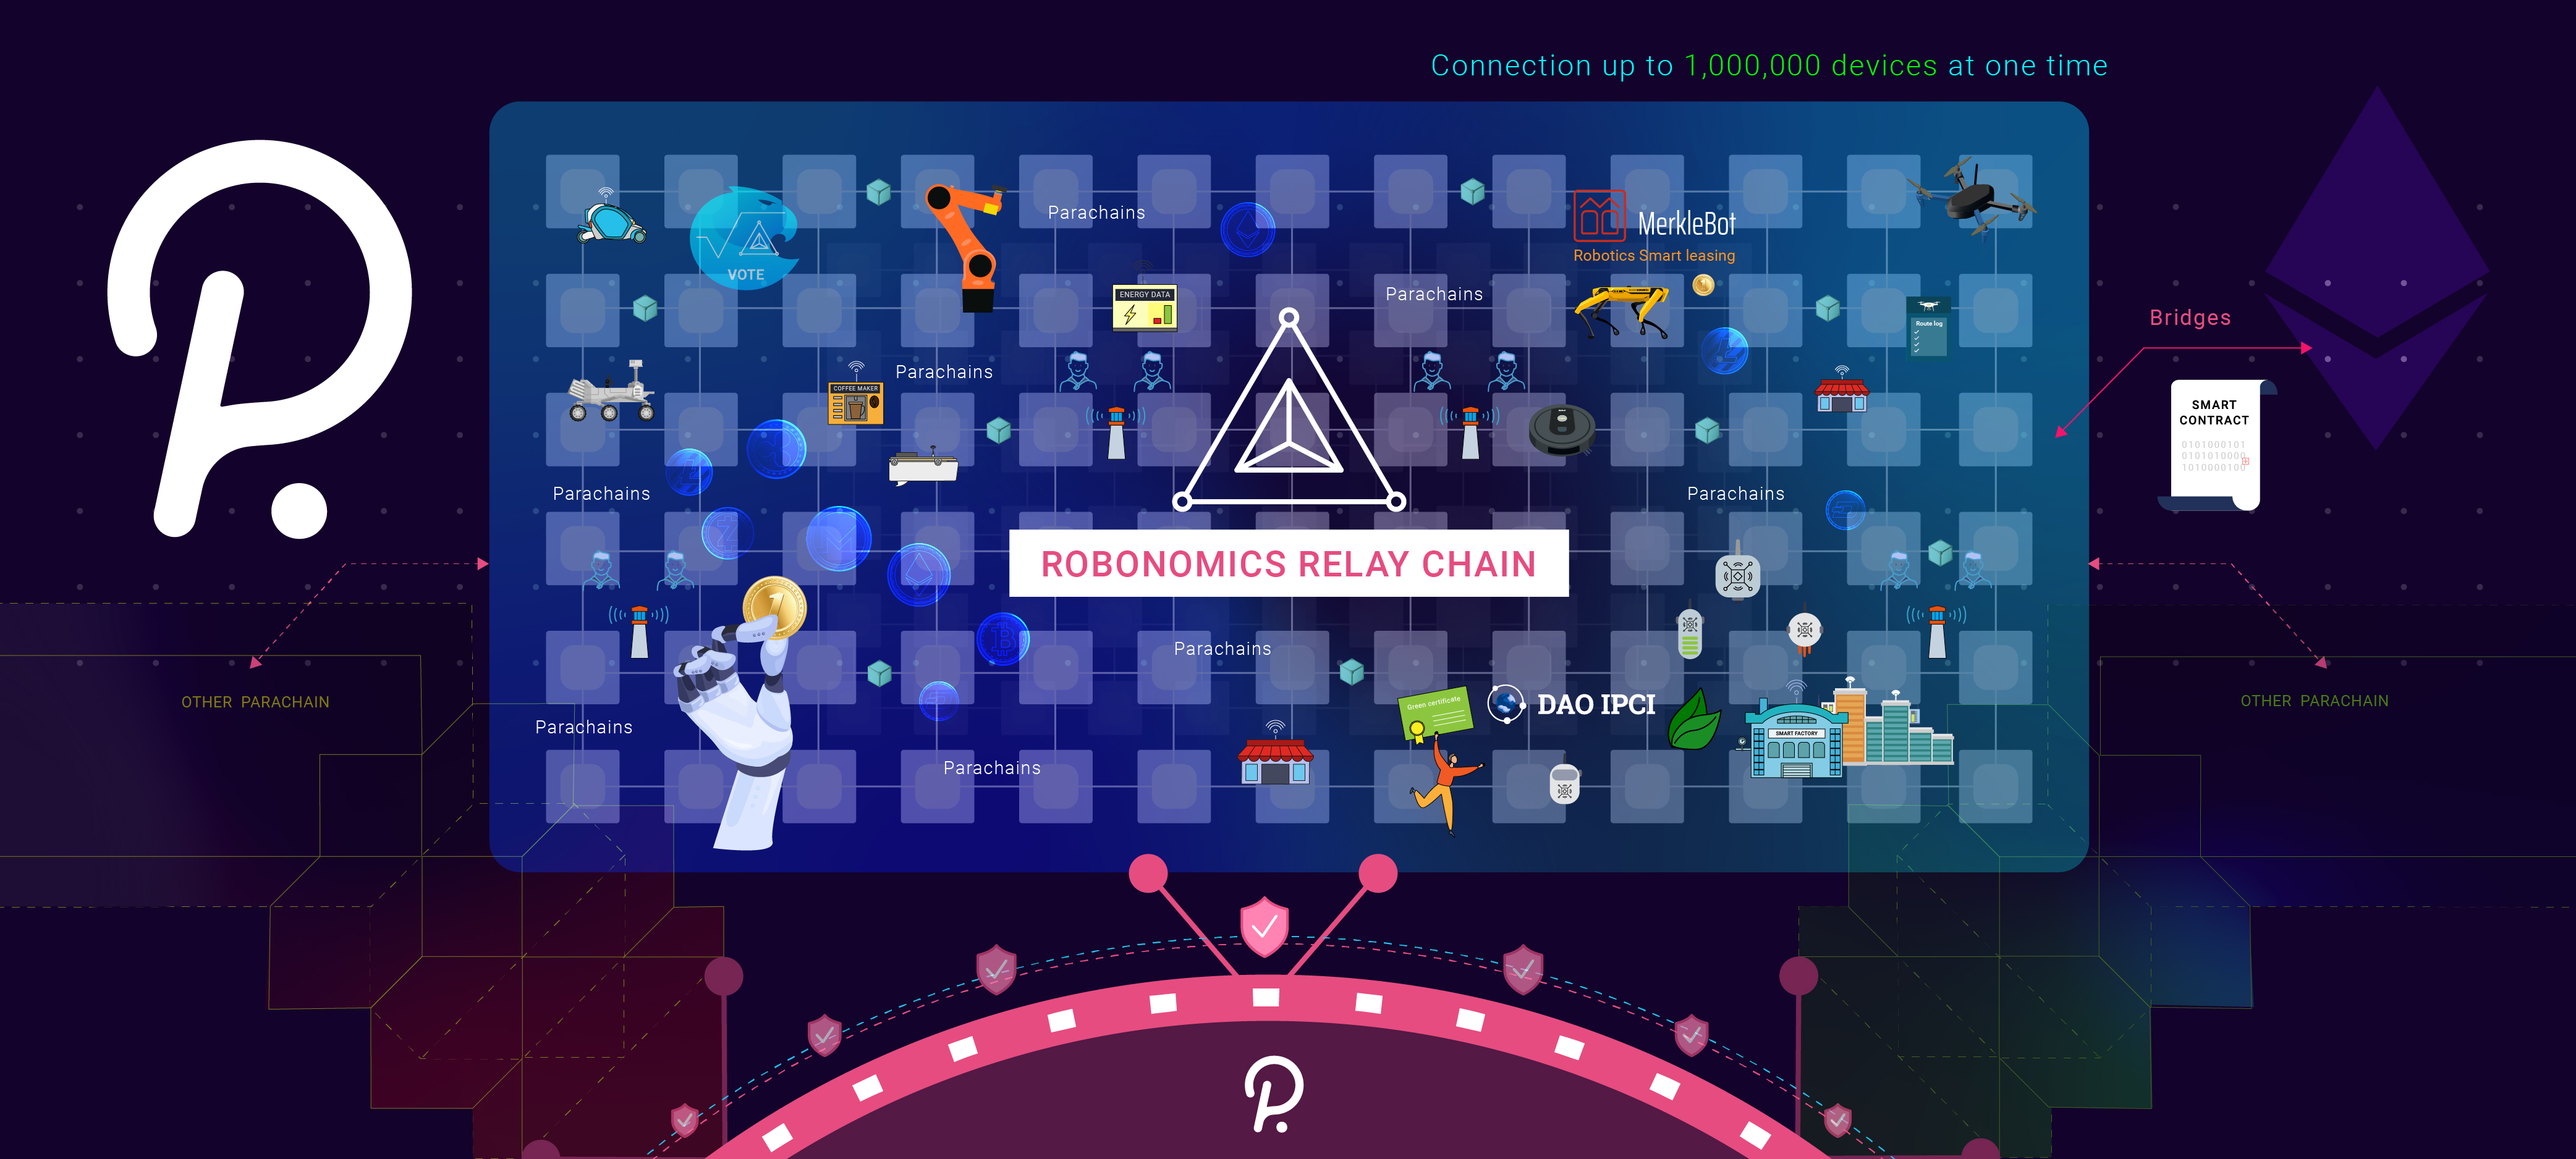 Connection up to 1,000,000 devices at one time
VOTE
Parachains
MerkleBot
Robotics Smart leasing
ENERGY DATA
Parachains
Bridges
Route log
Parachains
COFFEE MAKER
SMART
CONTRACT
0101000101
0101010000
1010000100
Parachains
Parachains
ROBONOMICS RELAY CHAIN
Parachains
OTHER PARACHAIN
Green certificate
DAO IPCI
OTHER PARACHAIN
Parachains
SMART FACTORY
Parachains